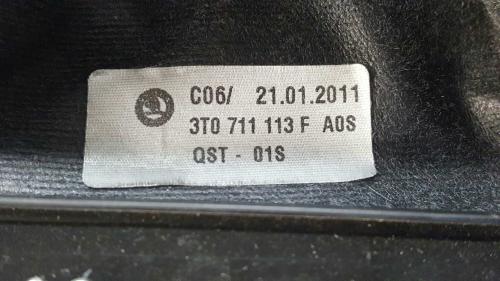 C06/ 21.01.2011
3T0 711 113 F A0S
QST - 01S